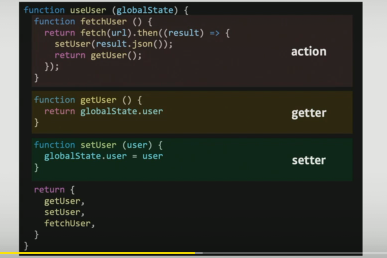 function useUser (globalState) {
function fetchUser () {
return fetch(url).then((result) => {
setUser(result.json());
return getUser();
});
}
action
function getUser () {
return globalState.user
}
getter
function setUser (user) {
globalState.user = user
}
setter
return {
getUser,
setUser,
fetchUser,
}
}